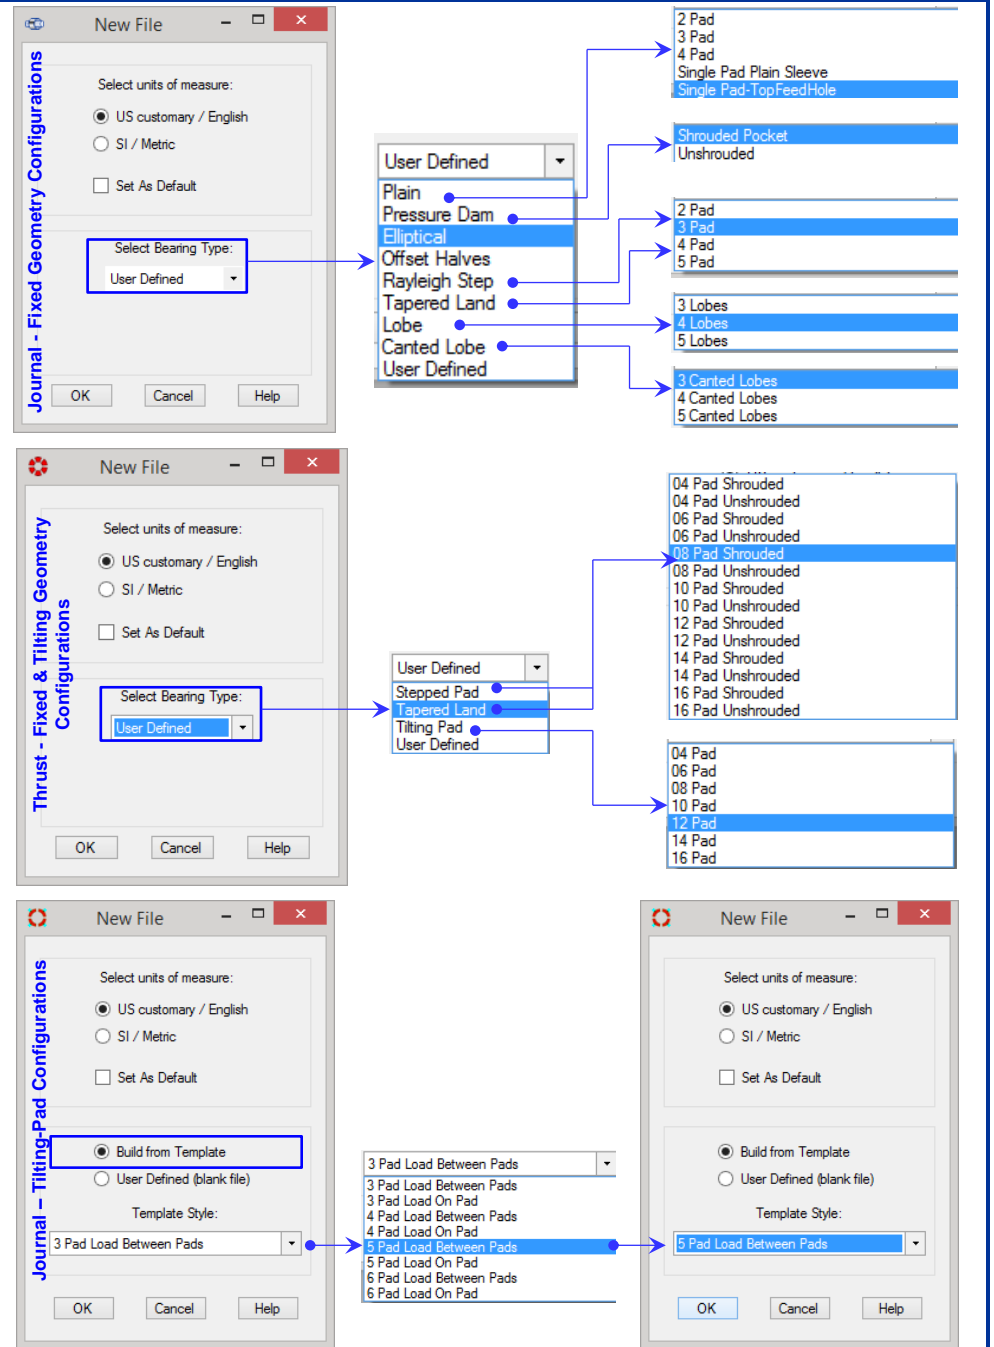 New File
Journal - Fixed Geometry Configurations
Select units of measure:
US customary / English
SI / Metric
Set As Default
Select Bearing Type:
User Defined
OK
Cancel
Help
User Defined
Plain
Pressure Dam
Elliptical
Offset Halves
Rayleigh Step
Tapered Land
Lobe
Canted Lobe
User Defined
2 Pad
3 Pad
4 Pad
Single Pad Plain Sleeve
Single Pad-TopFeedHole
Shrouded Pocket
Unshrouded
2 Pad
3 Pad
4 Pad
5 Pad
3 Lobes
4 Lobes
5 Lobes
3 Canted Lobes
4 Canted Lobes
5 Canted Lobes
New File
Thrust - Fixed & Tilting Geometry
Configurations
Select units of measure:
US customary / English
SI / Metric
Set As Default
Select Bearing Type:
User Defined
OK
Cancel
Help
User Defined
Stepped Pad
Tapered Land
Tilting Pad
User Defined
04 Pad Shrouded
04 Pad Unshrouded
06 Pad Shrouded
06 Pad Unshrouded
08 Pad Shrouded
08 Pad Unshrouded
10 Pad Shrouded
10 Pad Unshrouded
12 Pad Shrouded
12 Pad Unshrouded
14 Pad Shrouded
14 Pad Unshrouded
16 Pad Shrouded
16 Pad Unshrouded
04 Pad
06 Pad
08 Pad
10 Pad
12 Pad
14 Pad
16 Pad
New File
Journal – Tilting-Pad Configurations
Select units of measure:
US customary / English
SI / Metric
Set As Default
Build from Template
User Defined (blank file)
Template Style:
3 Pad Load Between Pads
OK
Cancel
Help
3 Pad Load Between Pads
3 Pad Load Between Pads
3 Pad Load On Pad
4 Pad Load Between Pads
4 Pad Load On Pad
5 Pad Load Between Pads
5 Pad Load On Pad
6 Pad Load Between Pads
6 Pad Load On Pad
New File
Select units of measure:
US customary / English
SI / Metric
Set As Default
Build from Template
User Defined (blank file)
Template Style:
5 Pad Load Between Pads
OK
Cancel
Help